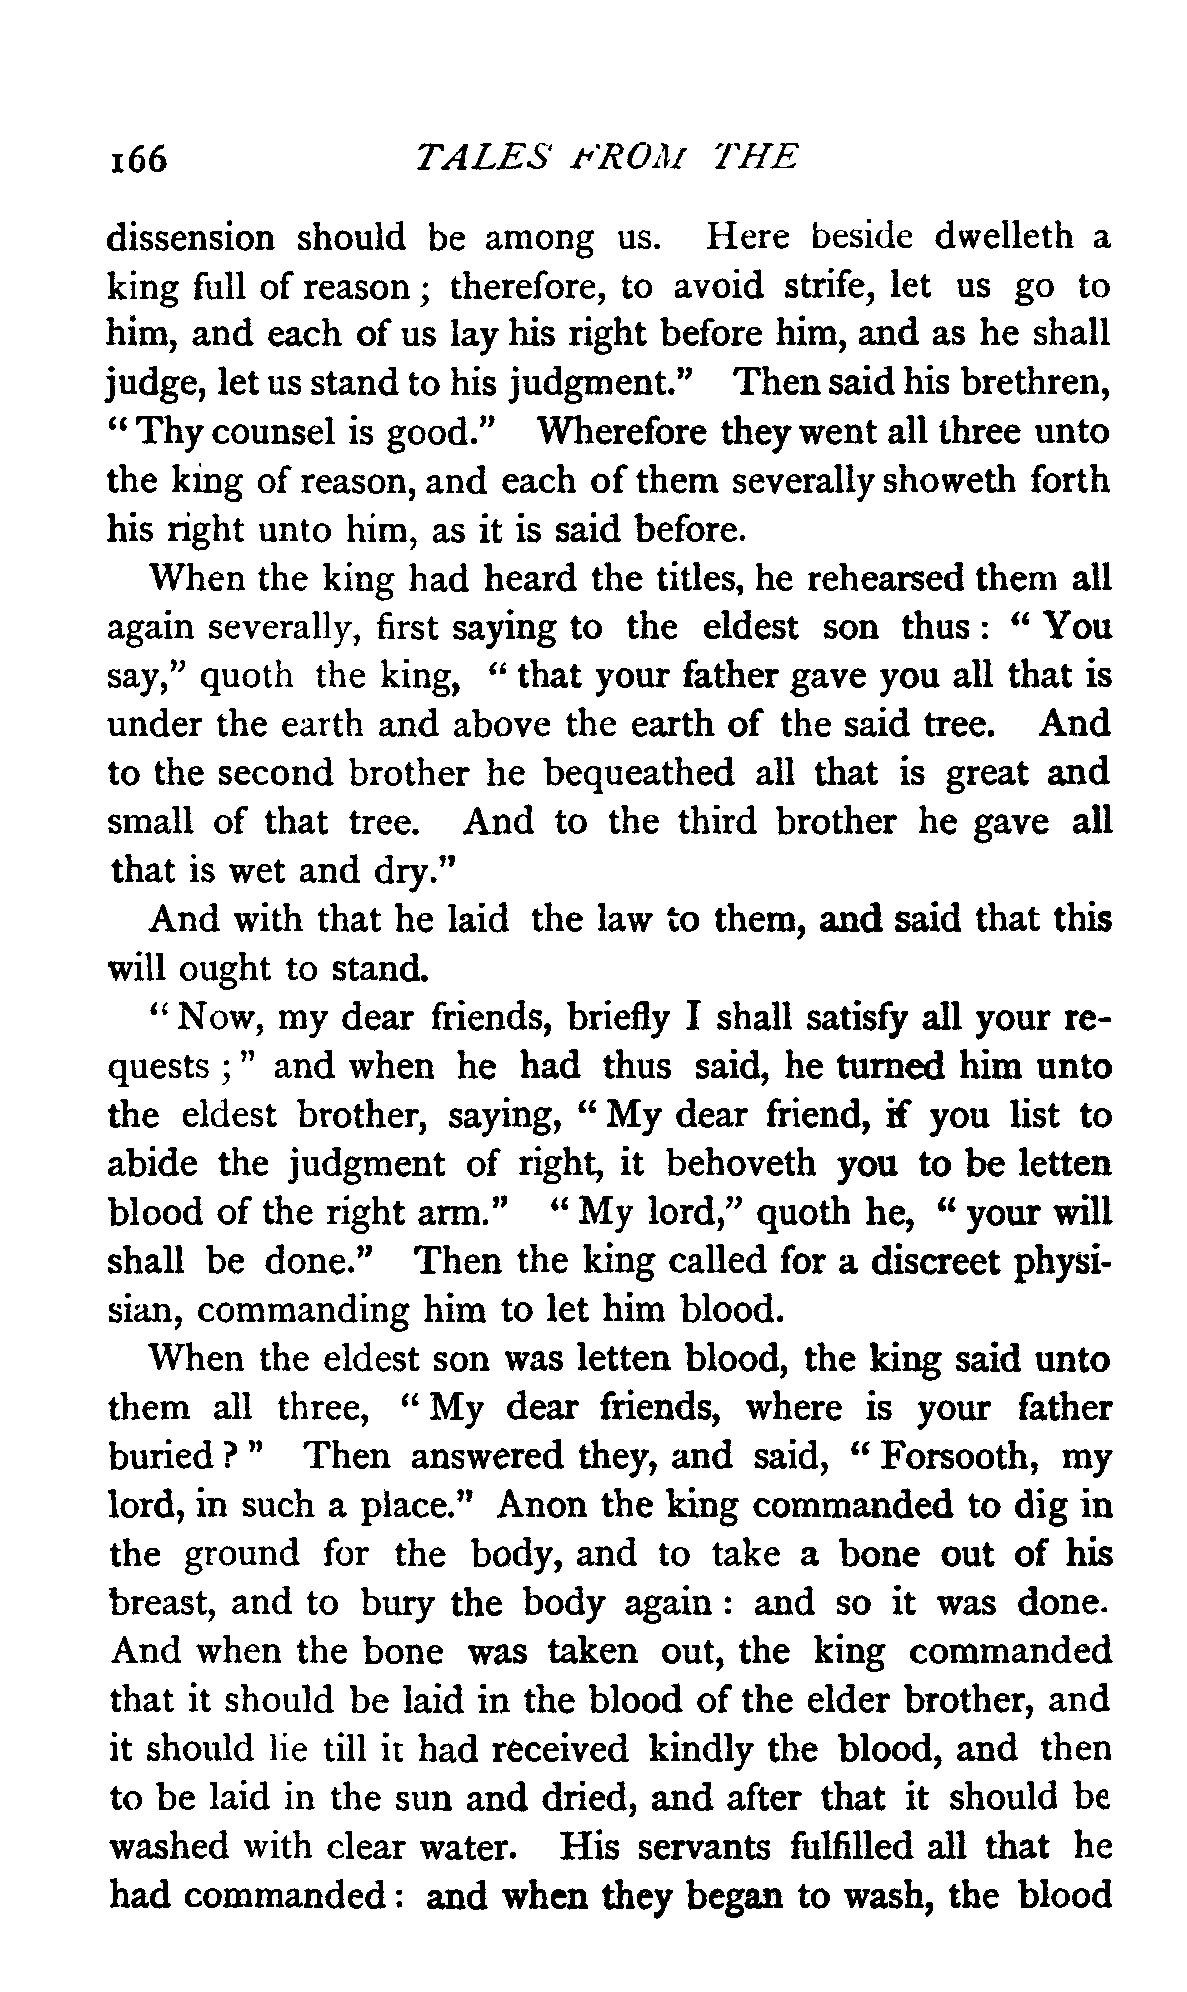 166 TALES FROM THE
dissension should be among us. Here beside dwelleth a
king full of reason ; therefore, to avoid strife, let us go to
him, and each of us lay his right before him, and as he shall
judge, let us stand to his judgment." Then said his brethren,
" Thy counsel is good." Wherefore they went all three unto
the king of reason, and each of them severally showeth forth
his right unto him, as it is said before.
When the king had heard the titles, he rehearsed them all
again severally, first saying to the eldest son thus : " You
say," quoth the king, " that your father gave you all that is
under the earth and above the earth of the said tree. And
to the second brother he bequeathed all that is great and
small of that tree. And to the third brother he gave all
that is wet and dry."
And with that he laid the law to them, and said that this
will ought to stand.
" Now, my dear friends, briefly I shall satisfy all your re-
quests ; " and when he had thus said, he turned him unto
the eldest brother, saying, " My dear friend, if you list to
abide the judgment of right, it behoveth you to be letten
blood of the right arm." " My lord," quoth he, " your will
shall be done." Then the king called for a discreet physi-
sian, commanding him to let him blood.
When the eldest son was letten blood, the king said unto
them all three, " My dear friends, where is your father
buried ? " Then answered they, and said, " Forsooth, my
lord, in such a place." Anon the king commanded to dig in
the ground for the body, and to take a bone out of his
breast, and to bury the body again : and so it was done.
And when the bone was taken out, the king commanded
that it should be laid in the blood of the elder brother, and
it should lie till it had received kindly the blood, and then
to be laid in the sun and dried, and after that it should be
washed with clear water. His servants fulfilled all that he
had commanded : and when they began to wash, the blood